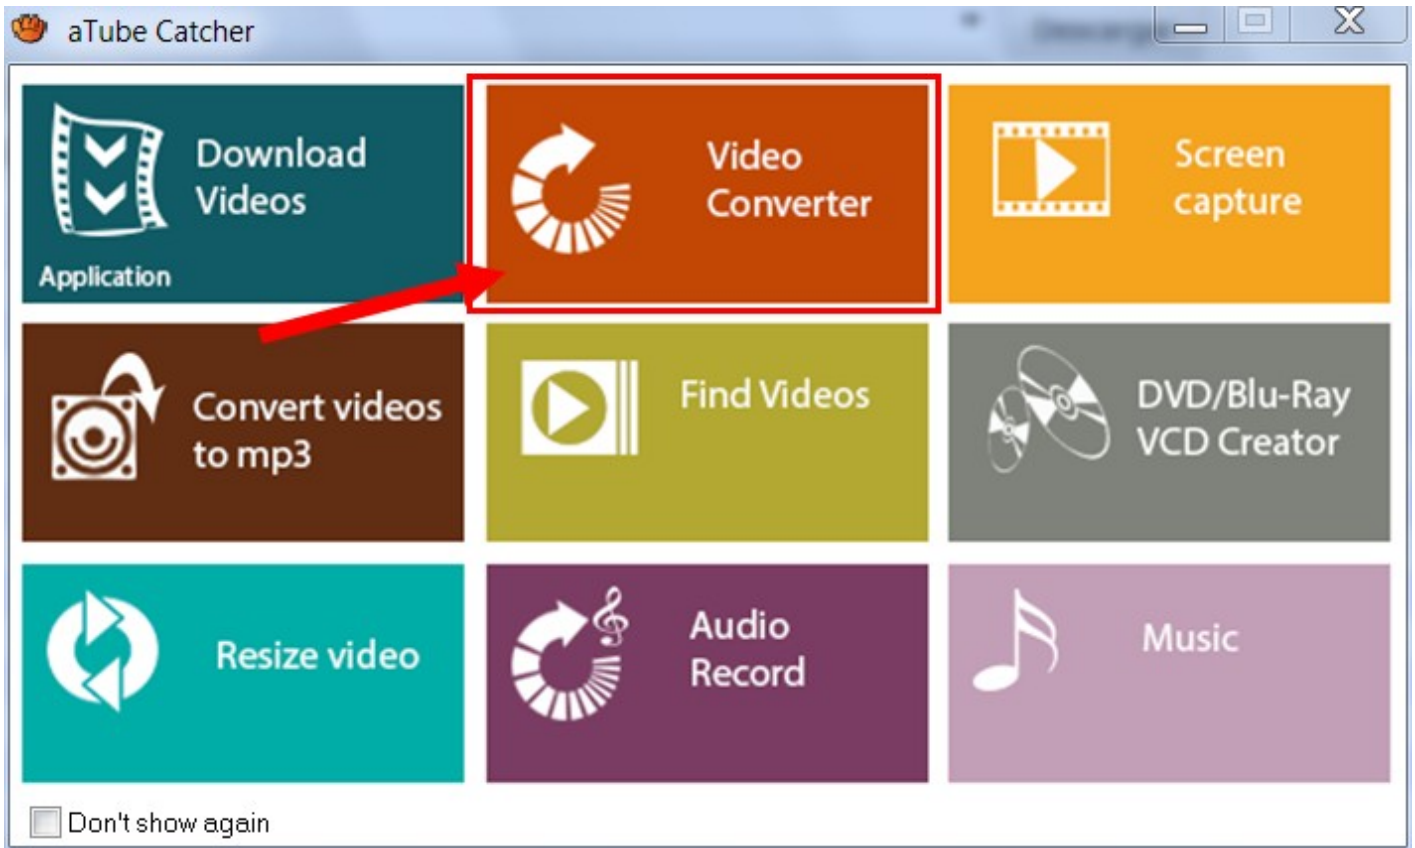 aTube Catcher
Download
Videos
Application
Video
Converter
Screen
capture
Convert videos
to mp3
Find Videos
DVD/Blu-Ray
VCD Creator
Resize video
Audio
Record
Music
Don't show again